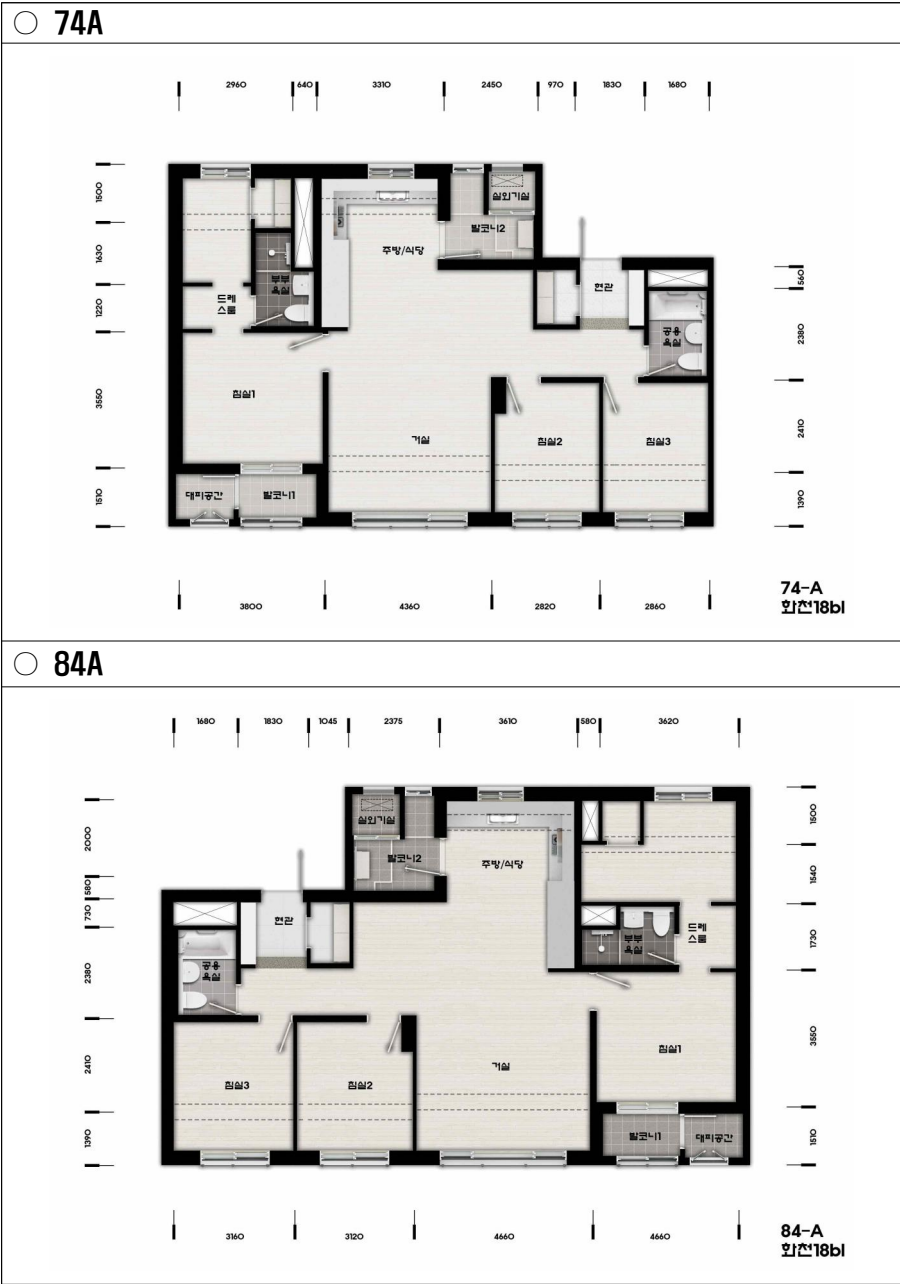 ○ 74A
2960 640 3310 2450 970 1830 1680
1500
1630
1220
3550
1510
560
2380
2410
1390
실외기실
발코니2
주방/식당
부부
욕실
드레
스룸
현관
공용
욕실
침실1
거실
침실2
침실3
대피공간
발코니1
3800 4360 2820 2860
74-A
화천18bl
○ 84A
1680 1830 1045 2375 3610 580 3620
2000
580
730
2380
2410
1390
1500
1540
1730
3550
1510
실외기실
발코니2
주방/식당
현관
드레
스룸
부부
욕실
공용
욕실
침실3
침실2
거실
침실1
발코니1
대피공간
3160 3120 4660 4660
84-A
화천18bl